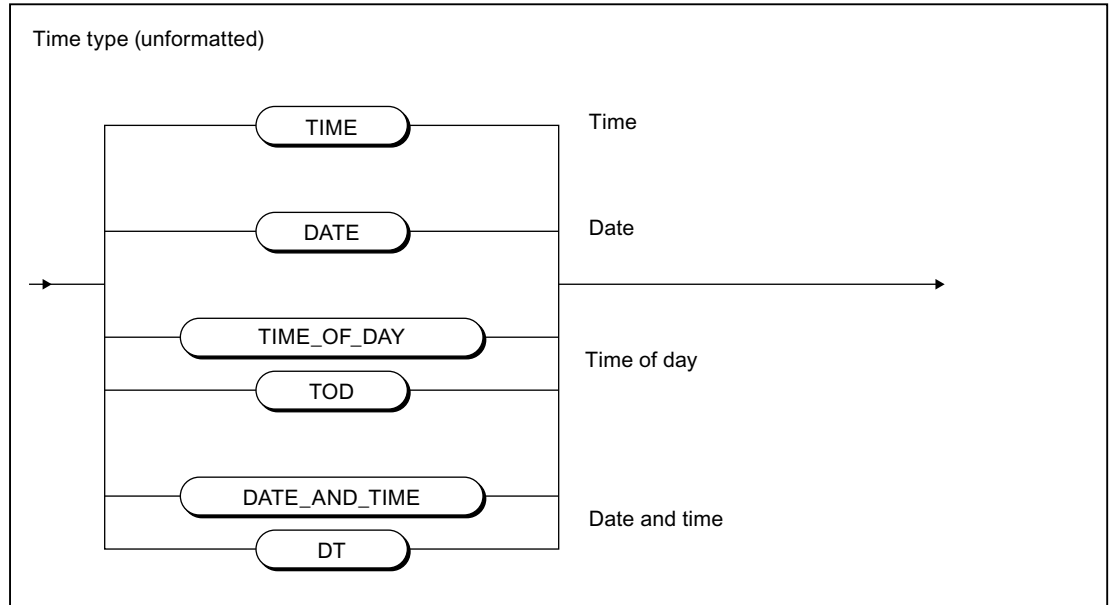 Time type (unformatted)
TIME
Time
DATE
Date
TIME_OF_DAY
Time of day
TOD
DATE_AND_TIME
Date and time
DT